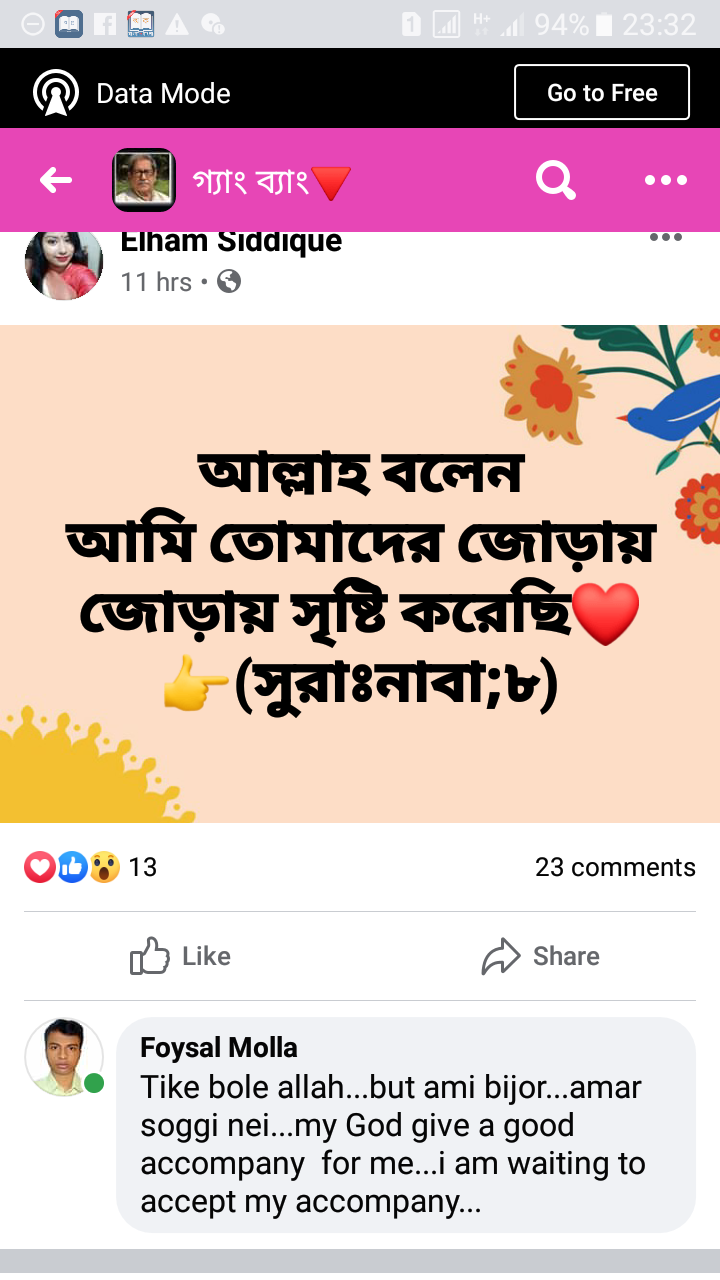 1 H+ 94% 23:32
Data Mode
Go to Free
গ্যাং ব্যাং
Elham Siddique
11 hrs •
আল্লাহ বলেন
আমি তোমাদের জোড়ায়
জোড়ায় সৃষ্টি করেছি❤️
👉(সুরাঃনাবা;৮)
13
23 comments
Like
Share
Foysal Molla
Tike bole allah...but ami bijor...amar
soggi nei...my God give a good
accompany for me...i am waiting to
accept my accompany...